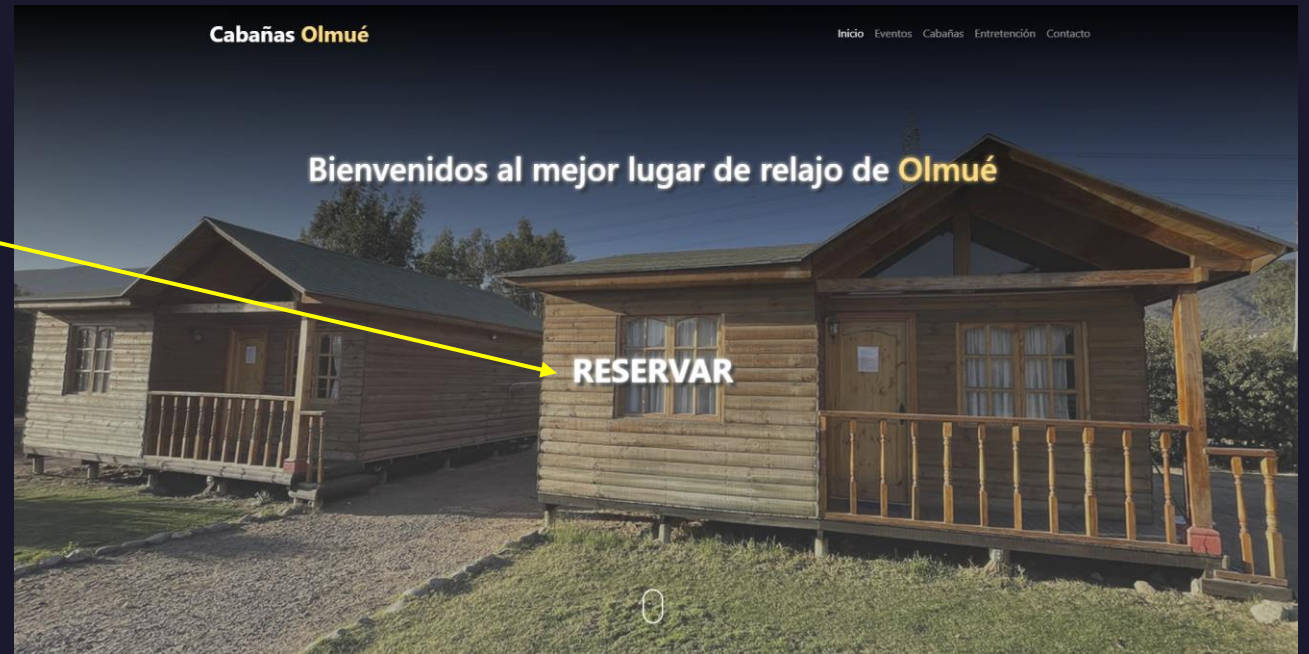 Cabañas Olmué
Inicio Eventos Cabañas Entretención Contacto
Bienvenidos al mejor lugar de relajo de Olmué
RESERVAR